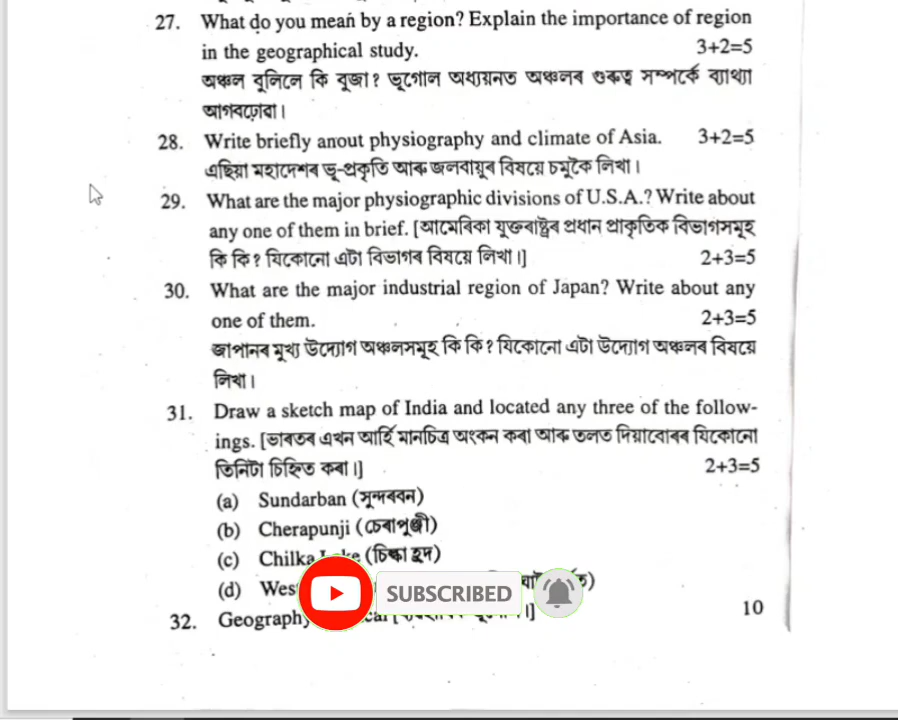 27. What do you mean by a region? Explain the importance of region
in the geographical study. 3+2=5
অঞ্চল বুলিলে কি বুজা? ভূগোল অধ্যয়নত অঞ্চলৰ গুৰুত্ব সম্পৰ্কে ব্যাখ্যা
আগবঢ়োৱা।
28. Write briefly anout physiography and climate of Asia. 3+2=5
এছিয়া মহাদেশৰ ভূ-প্ৰকৃতি আৰু জলবায়ুৰ বিষয়ে চমুকৈ লিখা।
29. What are the major physiographic divisions of U.S.A.? Write about
any one of them in brief. [আমেৰিকা যুক্তৰাষ্ট্ৰৰ প্ৰধান প্ৰাকৃতিক বিভাগসমূহ
কি কি? যিকোনো এটা বিভাগৰ বিষয়ে লিখা।] 2+3=5
30. What are the major industrial region of Japan? Write about any
one of them. 2+3=5
জাপানৰ মুখ্য উদ্যোগ অঞ্চলসমূহ কি কি? যিকোনো এটা উদ্যোগ অঞ্চলৰ বিষয়ে
লিখা।
31. Draw a sketch map of India and located any three of the follow-
ings. [ভাৰতৰ এখন আৰ্হি মানচিত্ৰ অংকন কৰা আৰু তলত দিয়াবোৰৰ যিকোনো
তিনিটা চিহ্নিত কৰা।] 2+3=5
(a) Sundarban (সুন্দৰবন)
(b) Cherapunji (চেৰাপুঞ্জী)
(c) Chilka Lake (চিল্কা হ্ৰদ)
(d)
SUBSCRIBED
32. Geography 10